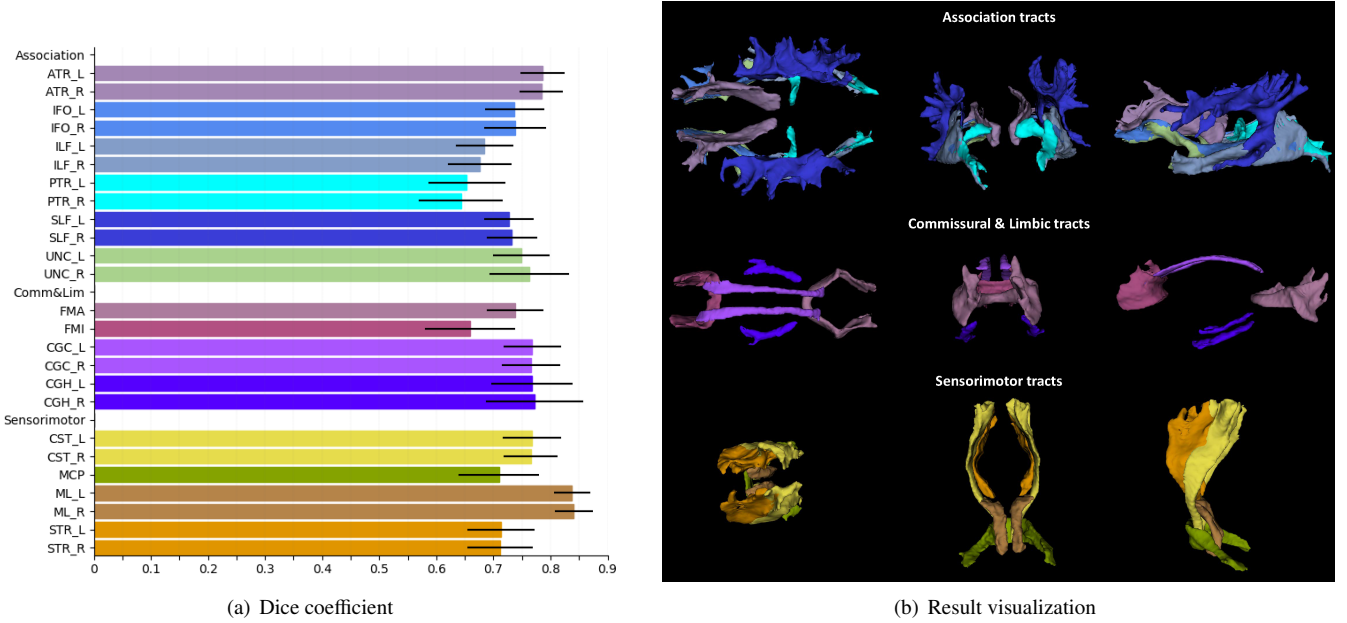 Association
ATR_L
ATR_R
IFO_L
IFO_R
ILF_L
ILF_R
PTR_L
PTR_R
SLF_L
SLF_R
UNC_L
UNC_R
Comm&Lim
FMA
FMI
CGC_L
CGC_R
CGH_L
CGH_R
Sensorimotor
CST_L
CST_R
MCP
ML_L
ML_R
STR_L
STR_R
0 0.1 0.2 0.3 0.4 0.5 0.6 0.7 0.8 0.9
(a) Dice coefficient
Association tracts
Commissural & Limbic tracts
Sensorimotor tracts
(b) Result visualization